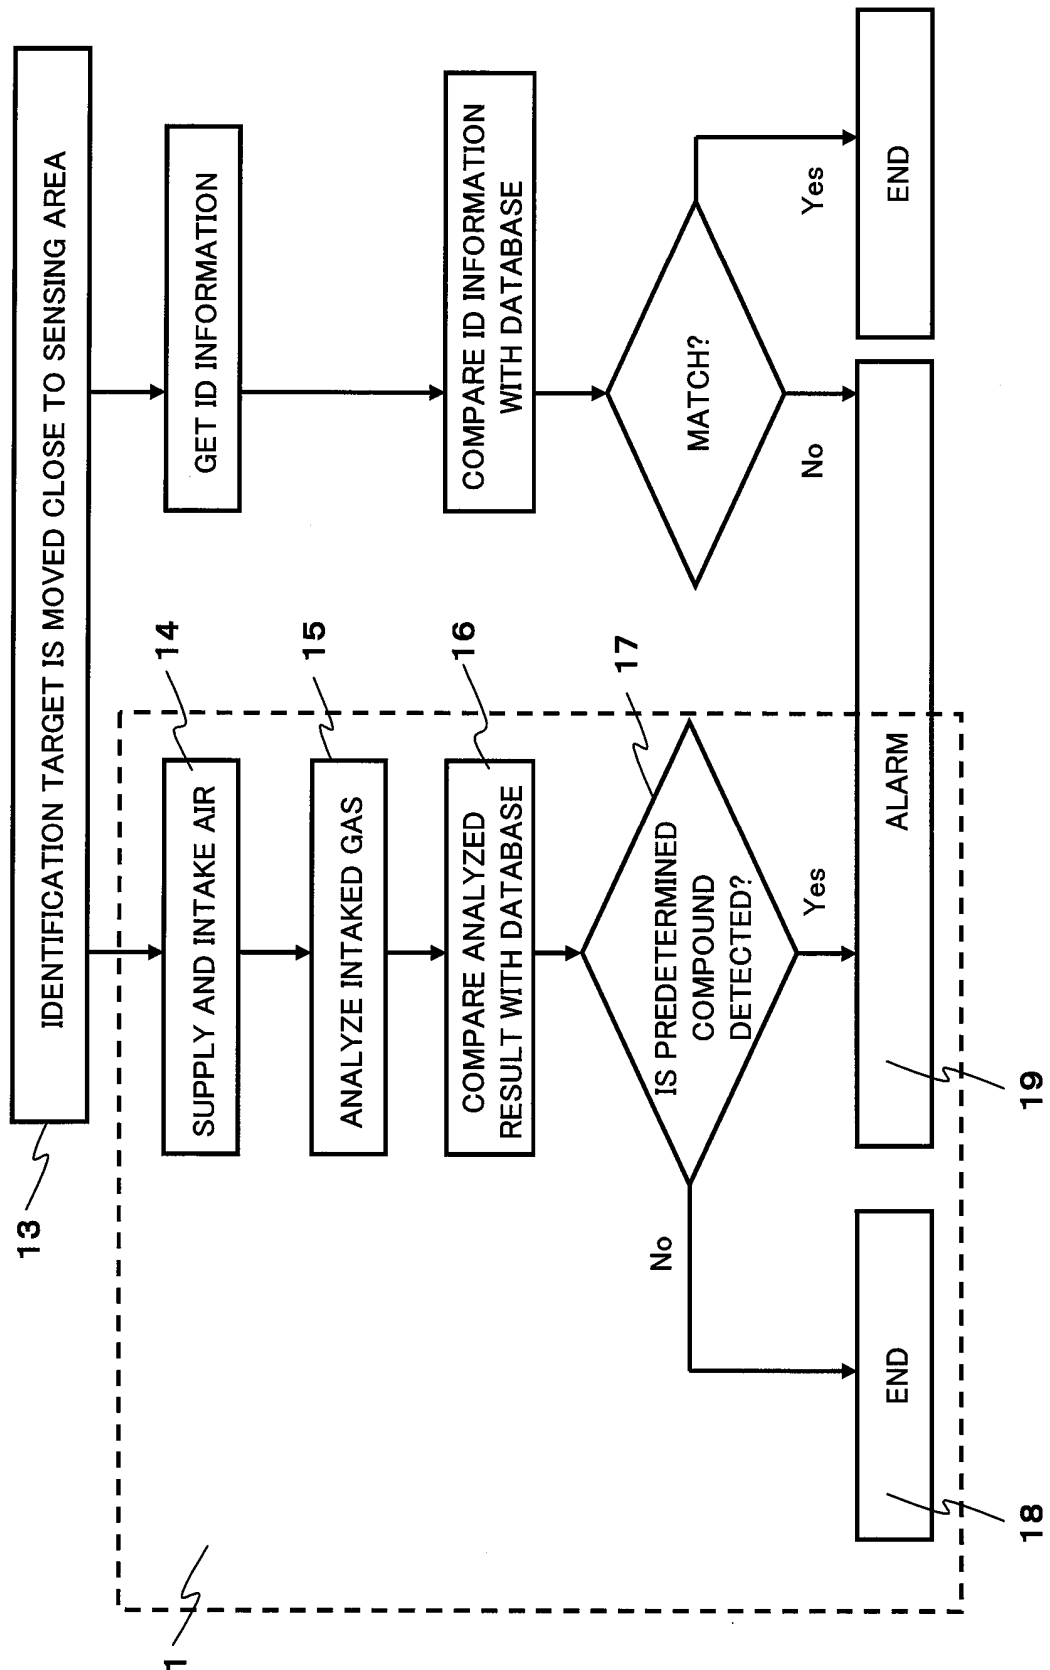 13
IDENTIFICATION TARGET IS MOVED CLOSE TO SENSING AREA
1
SUPPLY AND INTAKE AIR
14
ANALYZE INTAKED GAS
15
COMPARE ANALYZED
RESULT WITH DATABASE
16
IS PREDETERMINED
COMPOUND
DETECTED?
17
No
Yes
END
18
ALARM
19
GET ID INFORMATION
COMPARE ID INFORMATION
WITH DATABASE
MATCH?
No
Yes
END